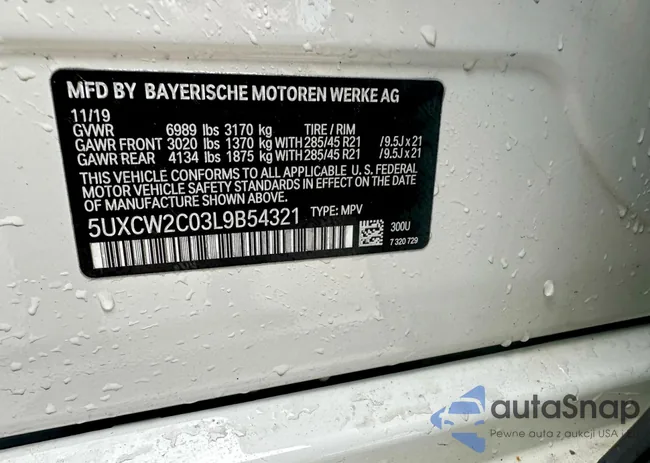 MFD BY BAYERISCHE MOTOREN WERKE AG
11/19
GVWR 6989 lbs 3170 kg TIRE / RIM
GAWR FRONT 3020 lbs 1370 kg WITH 285/45 R21 /9.5J x 21
GAWR REAR 4134 lbs 1875 kg WITH 285/45 R21 /9.5J x 21
THIS VEHICLE CONFORMS TO ALL APPLICABLE U. S. FEDERAL
MOTOR VEHICLE SAFETY STANDARDS IN EFFECT ON THE DATE
OF MANUFACTURE SHOWN ABOVE.
5UXCW2C03L9B54321 TYPE: MPV
300U
7 320 729
autaSnap
Pewne auta z aukcji USA